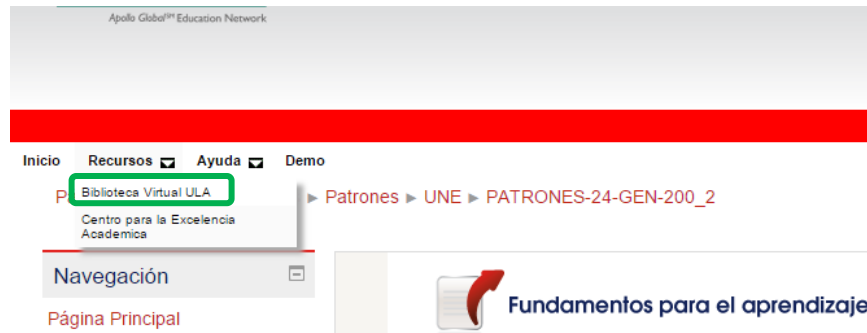 Apollo Global℠ Education Network
Inicio Recursos Ayuda Demo
Biblioteca Virtual ULA
P ► Patrones ► UNE ► PATRONES-24-GEN-200_2
Centro para la Excelencia
Academica
Navegación
Fundamentos para el aprendizaje
Página Principal